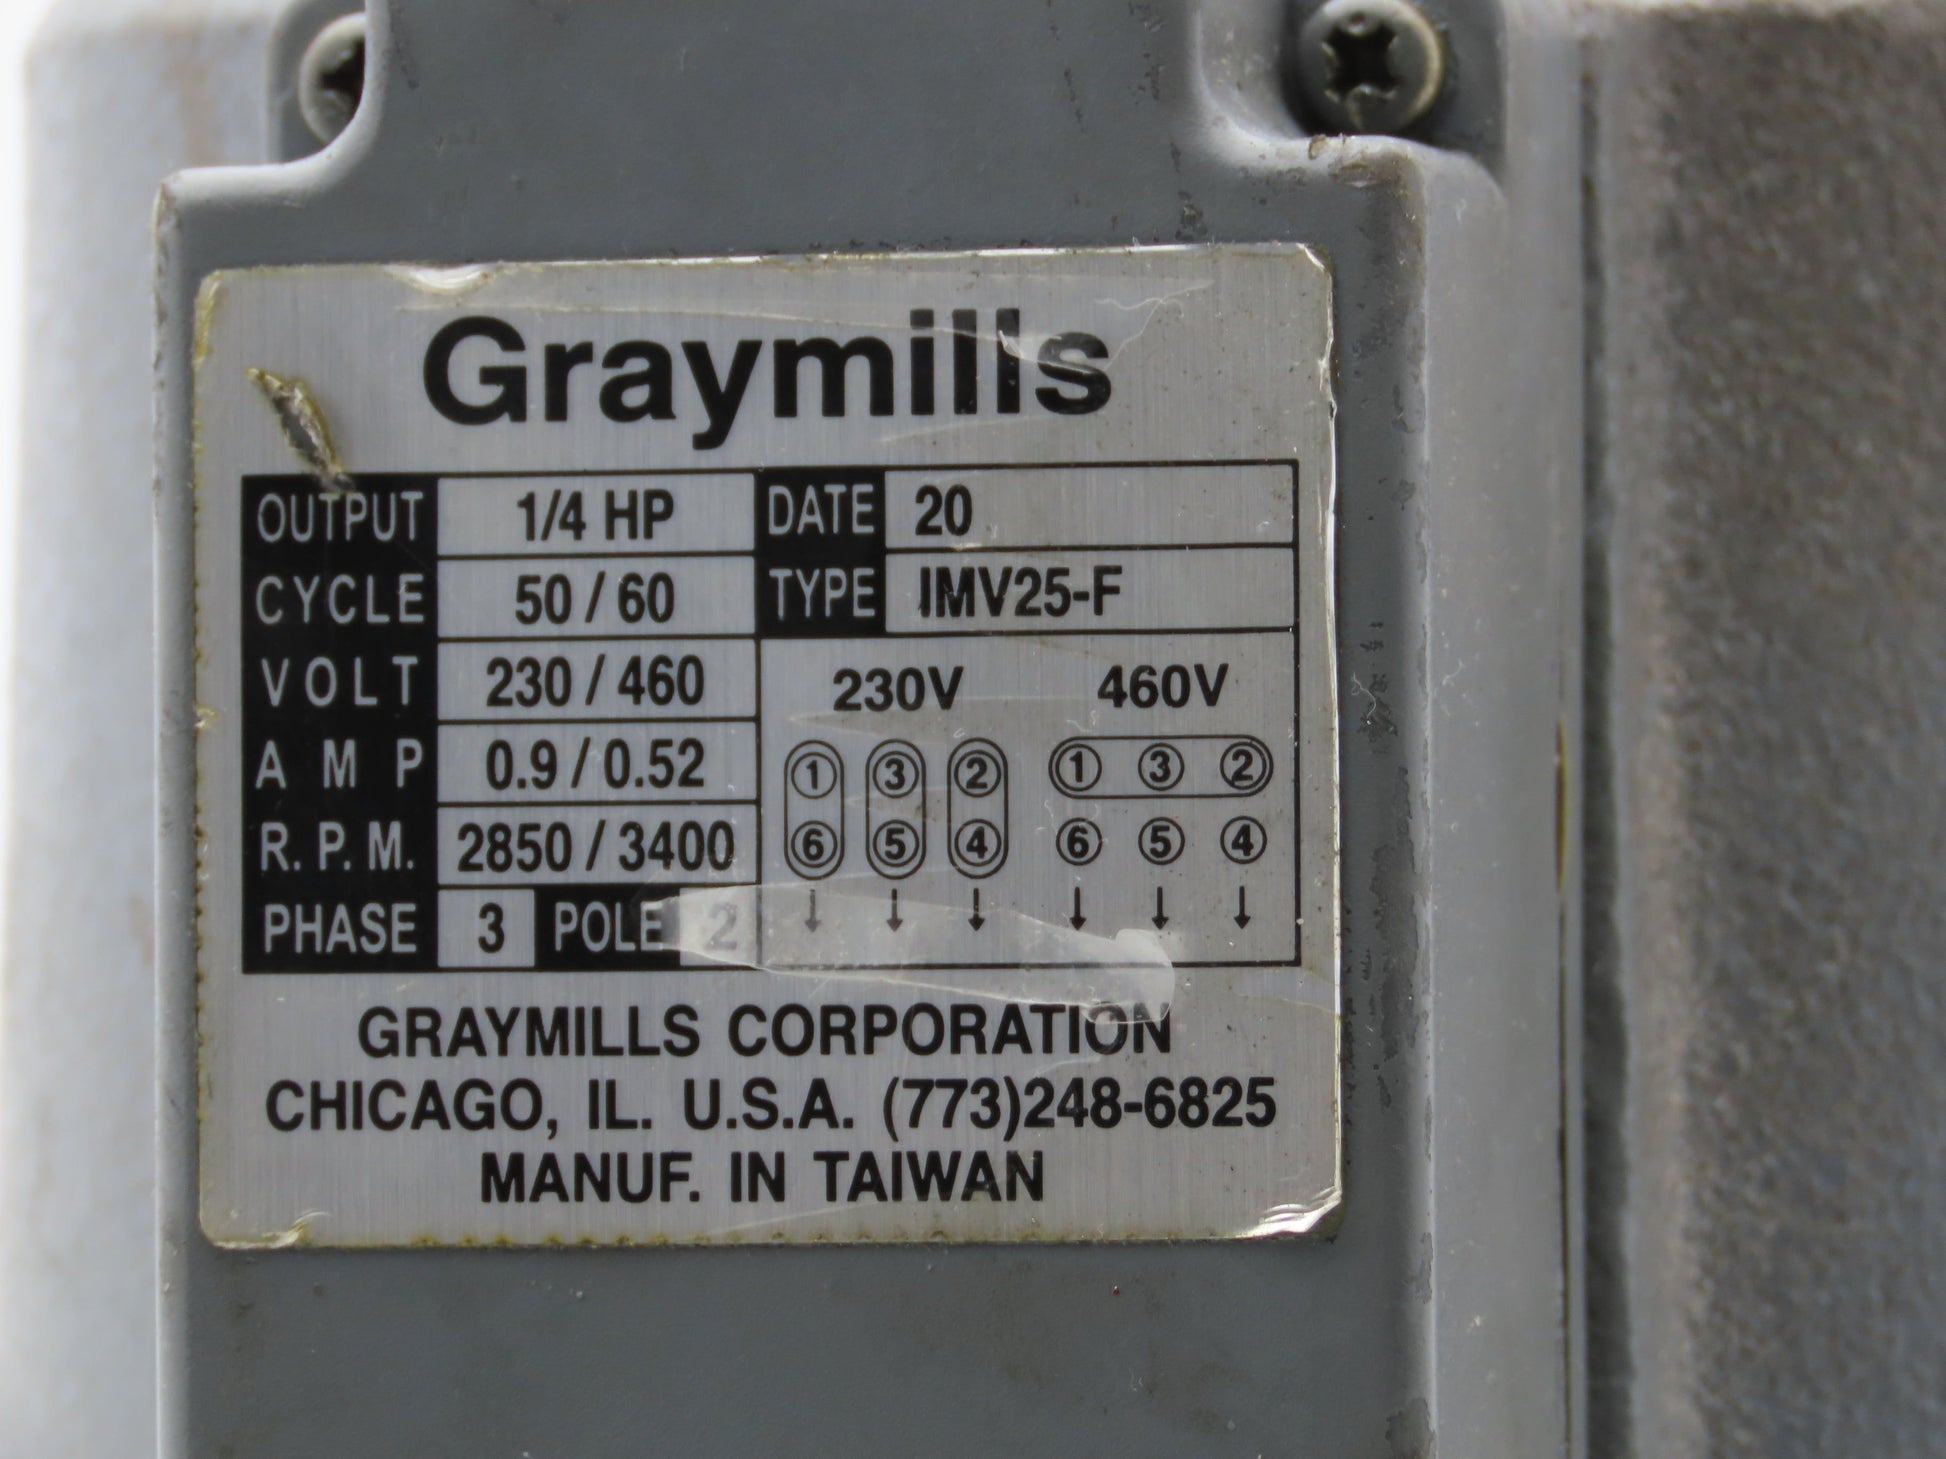 Graymills
OUTPUT 1/4 HP DATE 20
CYCLE 50 / 60 TYPE IMV25-F
VOLT 230 / 460 230V 460V
AMP 0.9 / 0.52 ① ③ ② ① ③ ②
R.P.M. 2850 / 3400 ⑥ ⑤ ④ ⑥ ⑤ ④
PHASE 3 POLE 2 ↓ ↓ ↓ ↓ ↓ ↓
GRAYMILLS CORPORATION
CHICAGO, IL. U.S.A. (773)248-6825
MANUF. IN TAIWAN